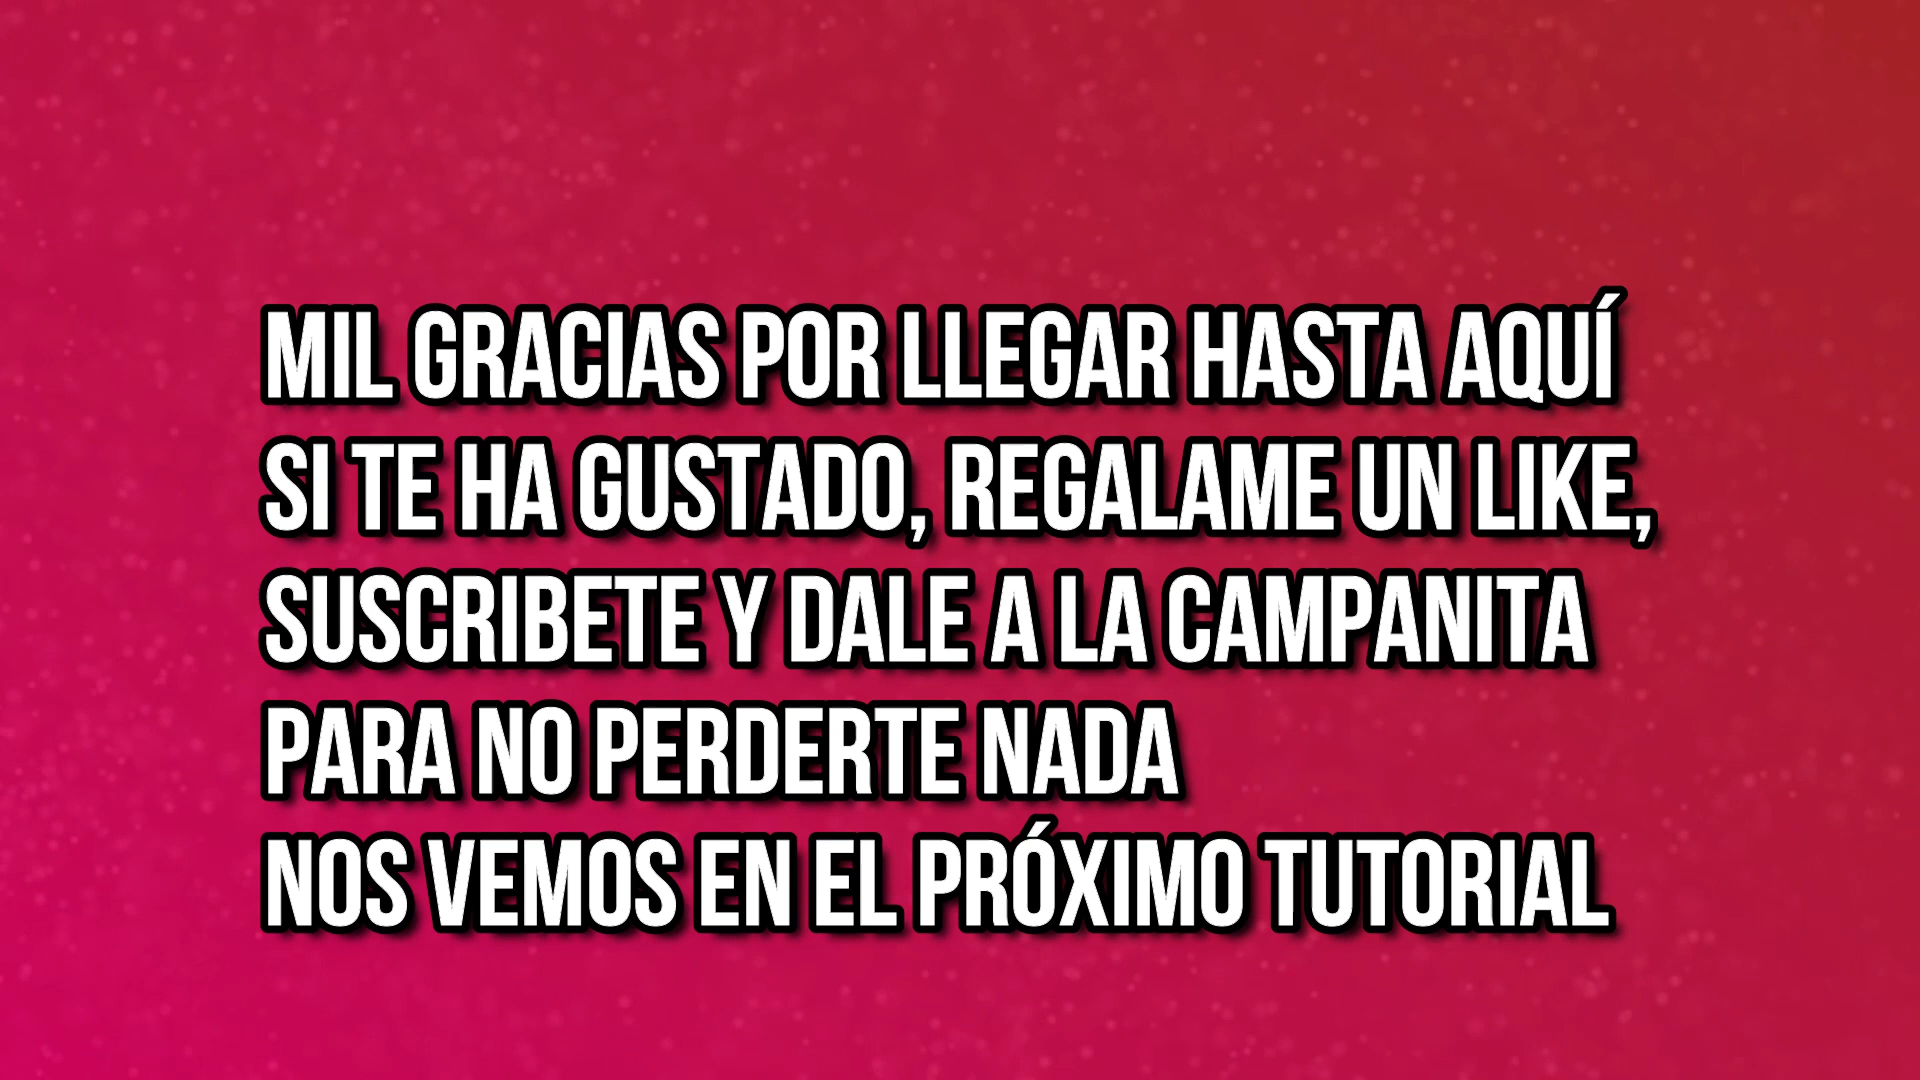 MIL GRACIAS POR LLEGAR HASTA AQUÍ
SI TE HA GUSTADO, REGALAME UN LIKE,
SUSCRIBETE Y DALE A LA CAMPANITA
PARA NO PERDERTE NADA
NOS VEMOS EN EL PRÓXIMO TUTORIAL